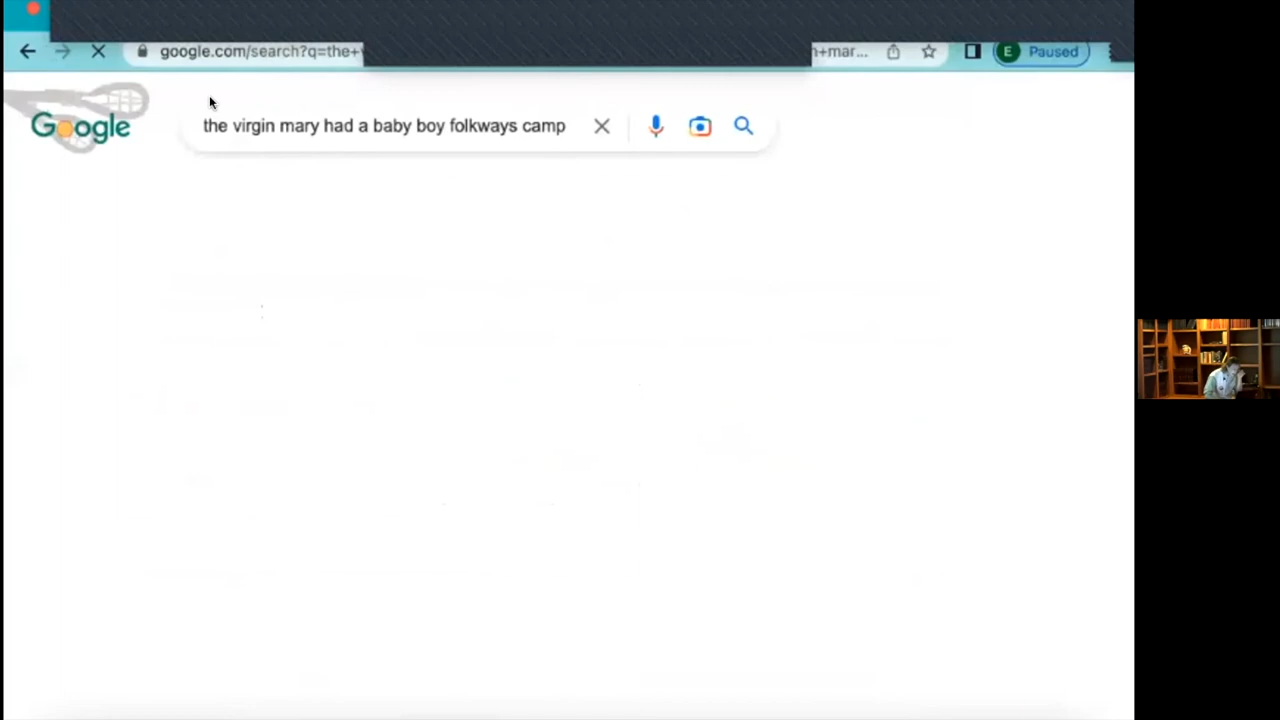 google.com/search?q=the+
h+mar...
E Paused
Google
the virgin mary had a baby boy folkways camp